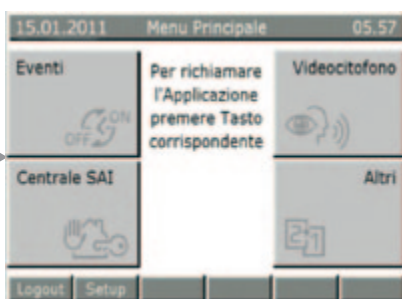 15.01.2011 Menu Principale 05.57
Eventi
Per richiamare
l'Applicazione
premere Tasto
corrispondente
Videocitofono
ON
OFF
Centrale SAI
Altri
Logout Setup